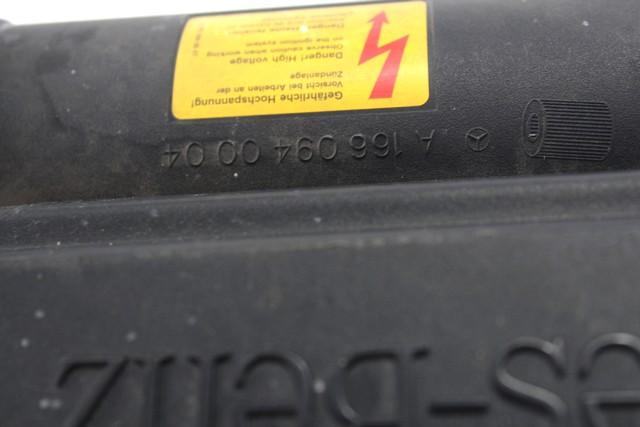 Gefährliche Hochspannung!
Vorsicht bei Arbeiten an der
Zündanlage
Danger! High voltage
Observe caution when working
on the ignition system
A 166 094 00 04
ES-BENZ